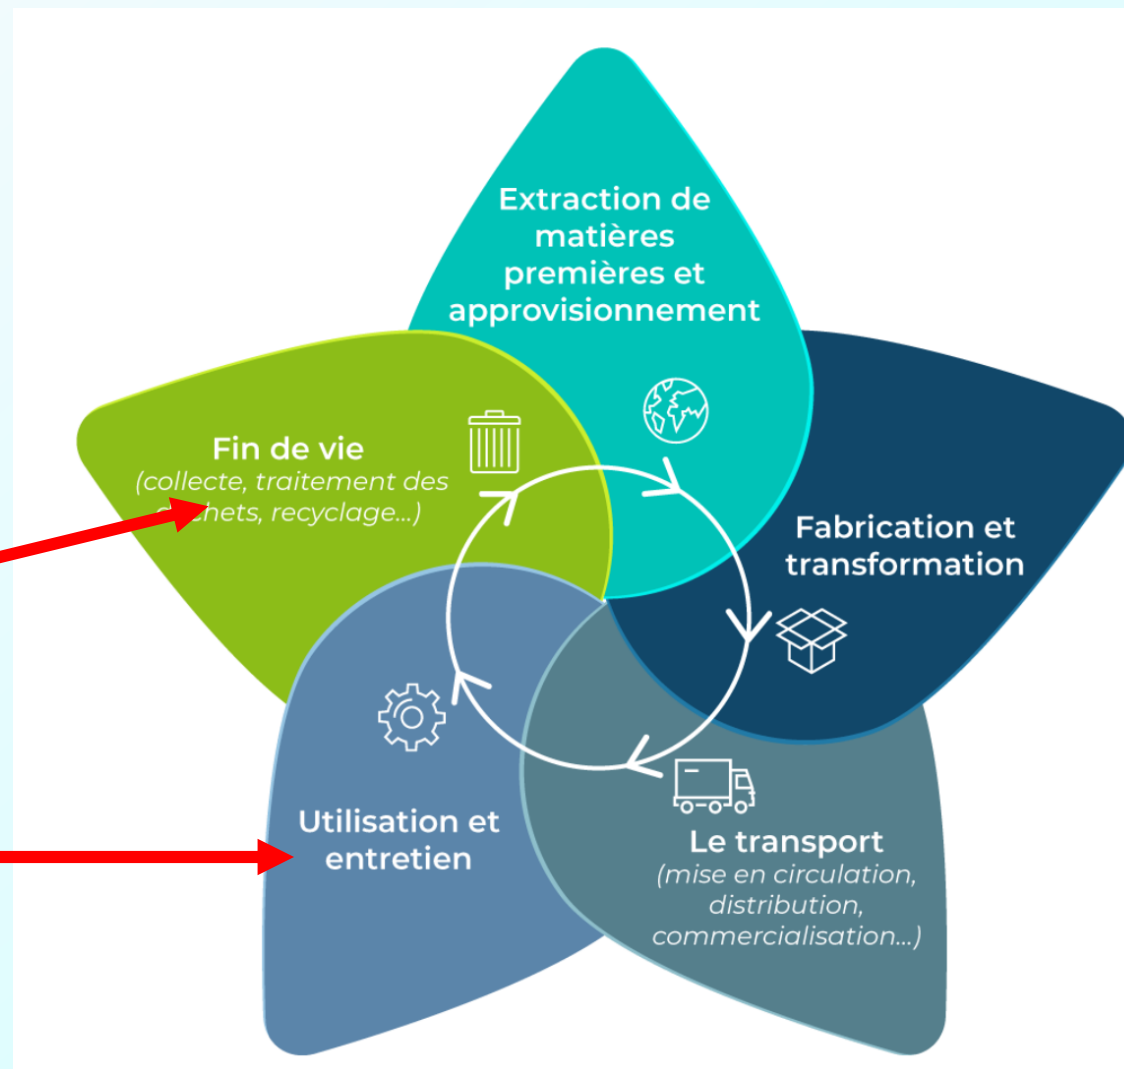 Extraction de
matières
premières et
approvisionnement
Fabrication et
transformation
Le transport
(mise en circulation,
distribution,
commercialisation...)
Utilisation et
entretien
Fin de vie
(collecte, traitement des
hets, recyclage...)